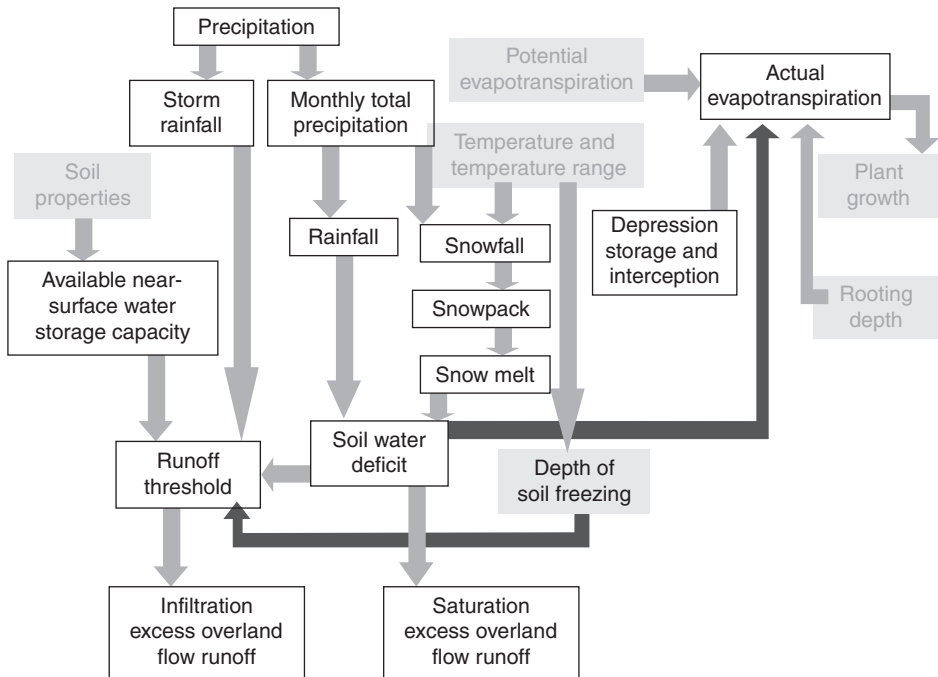 Precipitation
Storm
rainfall
Monthly total
precipitation
Potential
evapotranspiration
Actual
evapotranspiration
Temperature and
temperature range
Soil
properties
Plant
growth
Rainfall
Snowfall
Depression
storage and
interception
Available near-
surface water
storage capacity
Snowpack
Rooting
depth
Snow melt
Soil water
deficit
Runoff
threshold
Depth of
soil freezing
Infiltration
excess overland
flow runoff
Saturation
excess overland
flow runoff